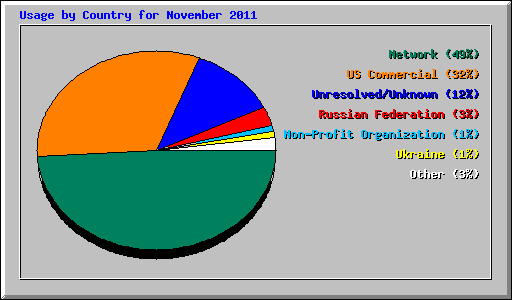 Usage by Country for November 2011
Network (49%)
US Commercial (32%)
Unresolved/Unknown (12%)
Russian Federation (3%)
Non-Profit Organization (1%)
Ukraine (1%)
Other (3%)